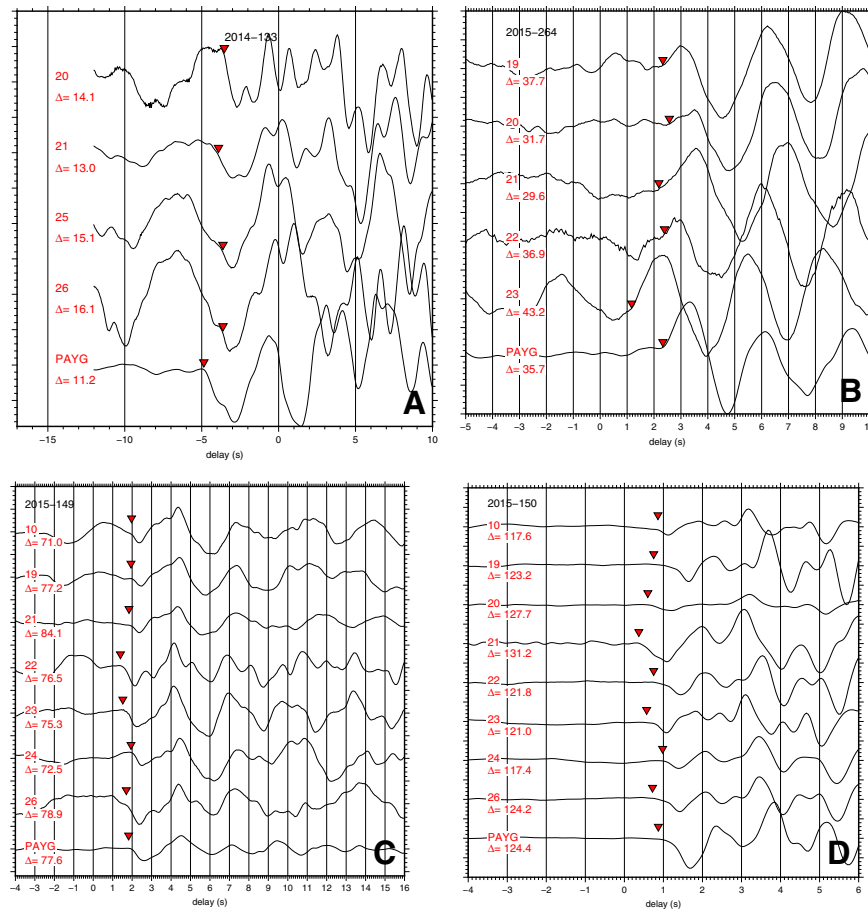 2014-133
20
Δ= 14.1
21
Δ= 13.0
25
Δ= 15.1
26
Δ= 16.1
PAYG
Δ= 11.2
A
-15 -10 -5 0 5 10
delay (s)
2015-264
19
Δ= 37.7
20
Δ= 31.7
21
Δ= 29.6
22
Δ= 36.9
23
Δ= 43.2
PAYG
Δ= 35.7
B
-5 -4 -3 -2 -1 0 1 2 3 4 5 6 7 8 9 10
delay (s)
2015-149
10
Δ= 71.0
19
Δ= 77.2
21
Δ= 84.1
22
Δ= 76.5
23
Δ= 75.3
24
Δ= 72.5
26
Δ= 78.9
PAYG
Δ= 77.6
C
-4 -3 -2 -1 0 1 2 3 4 5 6 7 8 9 10 11 12 13 14 15 16
delay (s)
2015-150
10
Δ= 117.6
19
Δ= 123.2
20
Δ= 127.7
21
Δ= 131.2
22
Δ= 121.8
23
Δ= 121.0
24
Δ= 117.4
26
Δ= 124.2
PAYG
Δ= 124.4
D
-4 -3 -2 -1 0 1 2 3 4 5 6
delay (s)